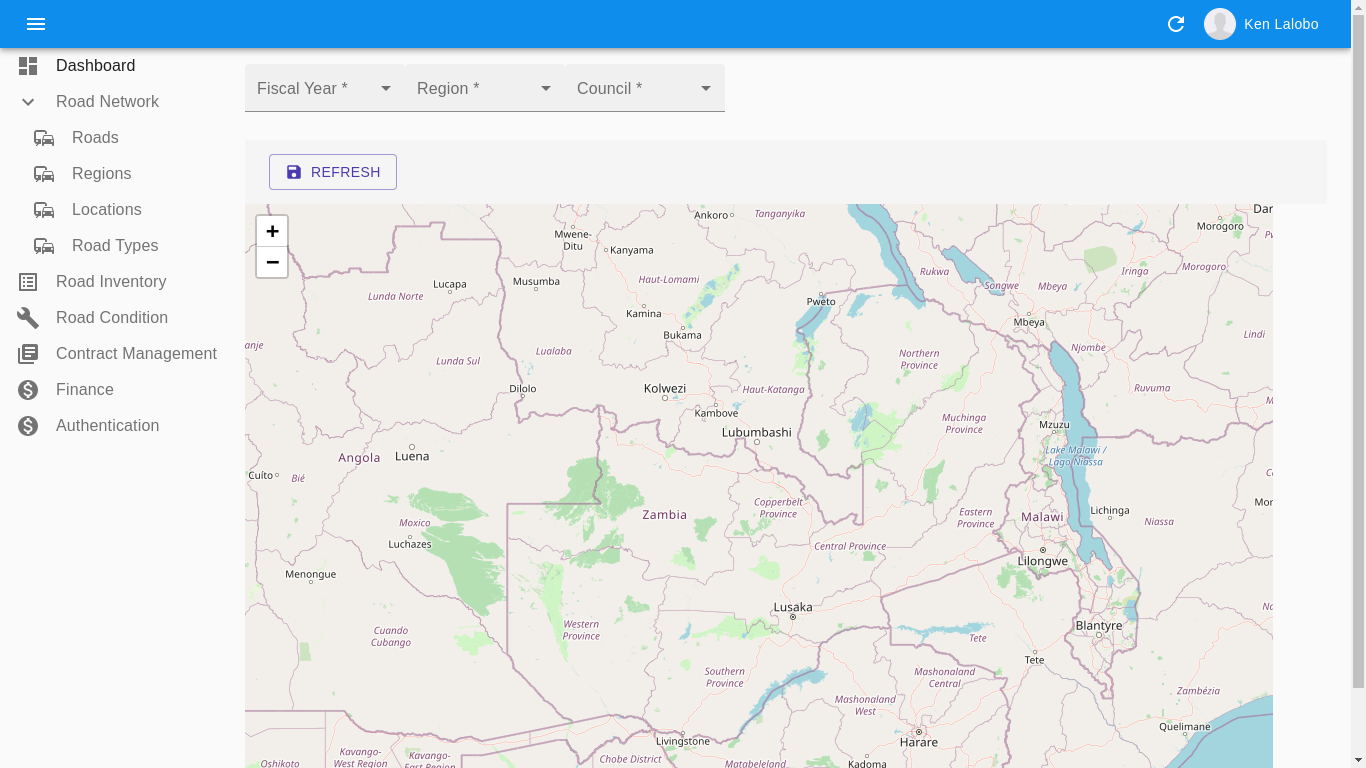 Ken Lalobo
Dashboard
Road Network
Roads
Regions
Locations
Road Types
Road Inventory
Road Condition
Contract Management
Finance
Authentication
Fiscal Year *
Region *
Council *
REFRESH
+
−
Ankoro
Tanganyika
Dar
Mwene-
Ditu
Kanyama
Morogoro
Haut-Lomami
Rukwa
Iringa
Morogoro
Musumba
Lucapa
Songwe
Mbeya
Lunda Norte
Pweto
Kamina
Mbeya
Bukama
Lindi
anje
Lunda Sul
Lualaba
Northern
Province
Njombe
Dilolo
Kolwezi
Haut-Katanga
Ruvuma
Kambove
Muchinga
Province
Mzuzu
Lubumbashi
Angola
Luena
Lake Malawi /
Lago Niassa
Cuíto
Bié
Copperbelt
Province
Mon
Zambia
Eastern
Province
Malawi
Lichinga
Niassa
Moxico
Luchazes
Central Province
Lilongwe
Menongue
Lusaka
Western
Province
Blantyre
Cuando
Cubango
Tete
Tete
Southern
Province
Mashonaland
Central
Mashonaland
West
Zambézia
Quelimane
Livingstone
Harare
Kavango-
West Region
Kavango-
East Region
Oshikoto
Chobe District
Matabeleland
Kadoma